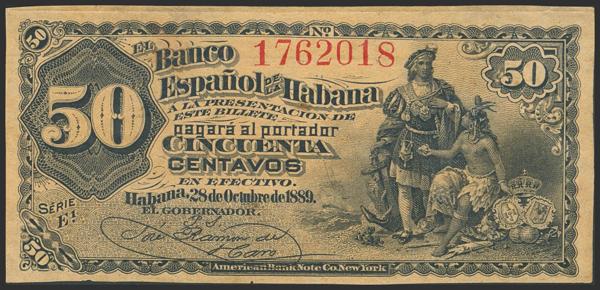 50
Nº
1762018
50
EL
Banco
Español DE LA Habana
A LA PRESENTACION DE
ESTE BILLETE
pagará al portador
CINCUENTA
CENTAVOS
EN EFECTIVO.
Habana, 28 de Octubre de 1889.
EL GOBERNADOR.
50
SÉRIE
E!
50
American Bank Note Co. New York